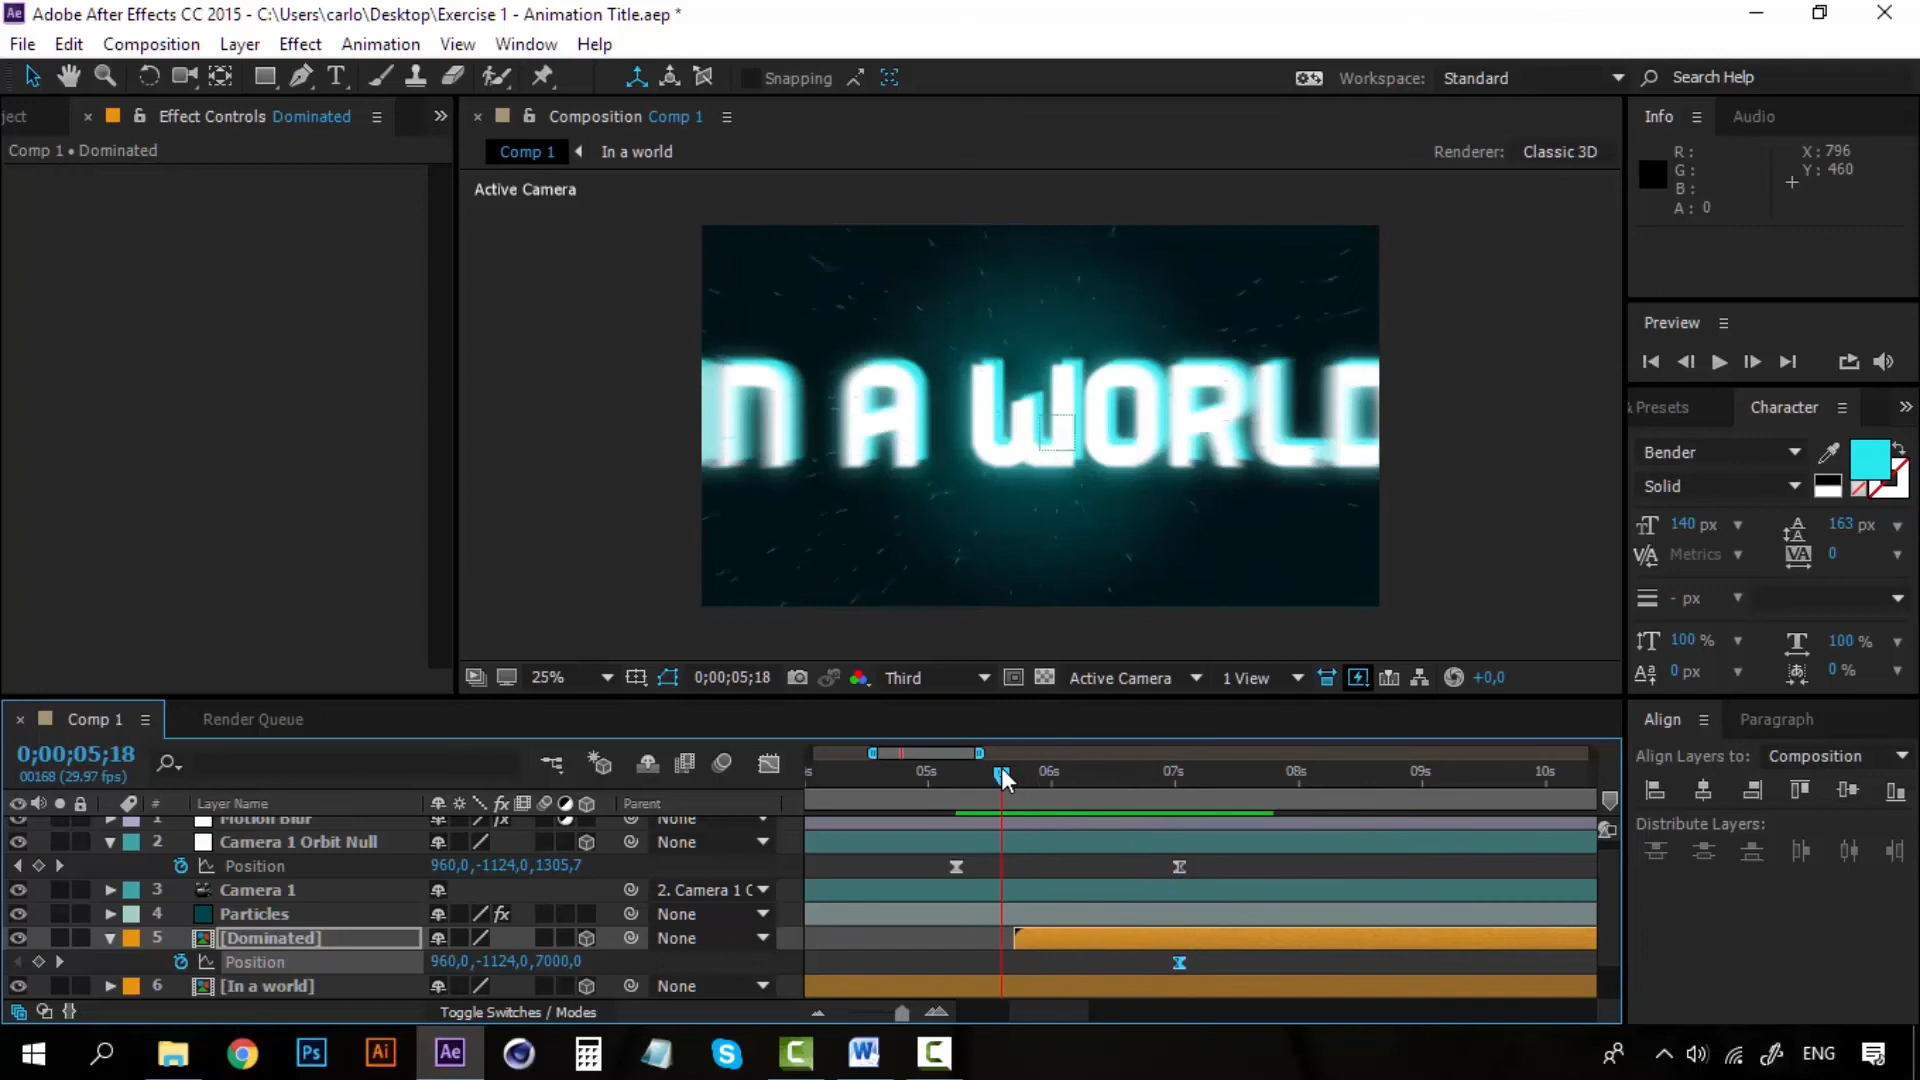 Adobe After Effects CC 2015 - C:\Users\carlo\Desktop\Exercise 1 - Animation Title.aep *
File Edit Composition Layer Effect Animation View Window Help
Snapping
Workspace: Standard
Search Help
ject
Effect Controls Dominated
Composition Comp 1
Info
Audio
Comp 1 • Dominated
Comp 1
In a world
Renderer: Classic 3D
Active Camera
R:
G:
B:
A: 0
X: 796
Y: 460
N A WORLD
Preview
& Presets
Character
Bender
Solid
140 px
163 px
Metrics
0
- px
100 %
100 %
0 px
0 %
25%
0;00;05;18
Third
Active Camera
1 View
+0,0
Comp 1
Render Queue
Align
Paragraph
0;00;05;18
00168 (29.97 fps)
Align Layers to: Composition
Distribute Layers:
05s 06s 07s 08s 09s 10s
# Layer Name
Parent
1 Motion Blur None
2 Camera 1 Orbit Null None
Position 960,0,-1124,0,1305,7
3 Camera 1 2. Camera 1 O
4 Particles None
5 [Dominated] None
Position 960,0,-1124,0,7000,0
6 [In a world] None
Toggle Switches / Modes
Ps
Ai
Ae
ENG